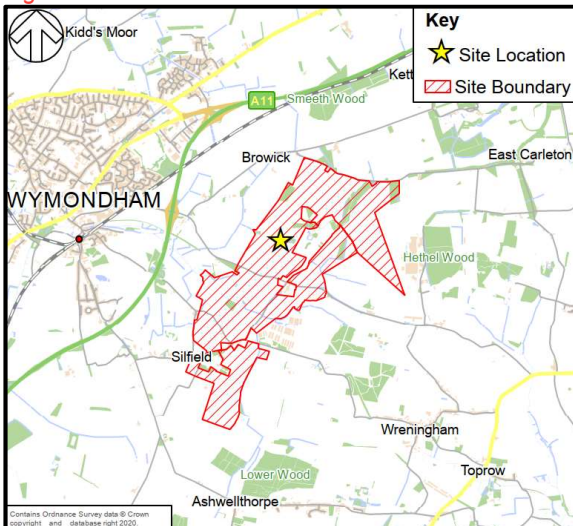 Key
Site Location
Site Boundary
Kidd's Moor
Kett
A11
Smeeth Wood
Browick
East Carleton
WYMONDHAM
Hethel Wood
Silfield
Wreningham
Lower Wood
Toprow
Ashwellthorpe
Contains Ordnance Survey data © Crown
copyright and database right 2020.